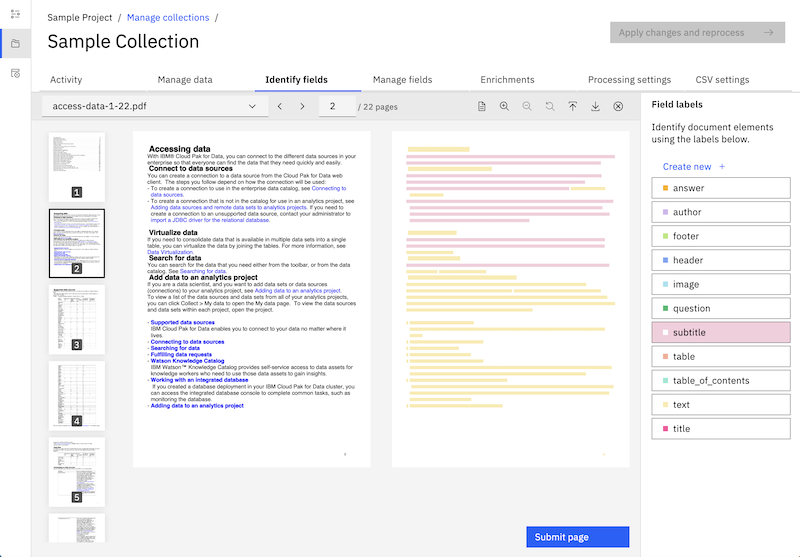 Sample Project / Manage collections /
Sample Collection
Apply changes and reprocess
Activity Manage data Identify fields Manage fields Enrichments Processing settings CSV settings
access-data-1-22.pdf 2 / 22 pages
Field labels
Identify document elements
using the labels below.
Create new +
answer
author
footer
header
image
question
subtitle
table
table_of_contents
text
title
1
2
3
4
5
Accessing data
With IBM® Cloud Pak for Data, you can connect to the different data sources in your
enterprise so that everyone can find the data that they need quickly and easily.
Connect to data sources
You can create a connection to a data source from the Cloud Pak for Data web
client. The steps you follow depend on how the connection will be used:
- To create a connection to use in the enterprise data catalog, see Connecting to
data sources.
- To create a connection that is not in the catalog for use in an analytics project, see
Adding data sources and remote data sets to analytics projects. If you need to
create a connection to an unsupported data source, contact your administrator to
import a JDBC driver for the relational database.
Virtualize data
If you need to consolidate data that is available in multiple data sets into a single
table, you can virtualize the data by joining the tables. For more information, see
Data Virtualization.
Search for data
You can search for the data that you need either from the toolbar, or from the data
catalog. See Searching for data.
Add data to an analytics project
If you are a data scientist, and you want to add data sets or data sources
(connections) to your analytics project, see Adding data to an analytics project.
To view a list of the data sources and data sets from all of your analytics projects,
you can click Collect > My data to open the My data page. To view the data sources
and data sets within each project, open the project.
- Supported data sources
IBM Cloud Pak for Data enables you to connect to your data no matter where it
lives.
- Connecting to data sources
- Searching for data
- Fulfilling data requests
- Watson Knowledge Catalog
IBM Watson™ Knowledge Catalog provides self-service access to data assets for
knowledge workers who need to use those data assets to gain insights.
- Working with an integrated database
If you created a database deployment in your IBM Cloud Pak for Data cluster, you can
access the integrated database console to complete common tasks, such as
monitoring the database.
- Adding data to an analytics project
Submit page